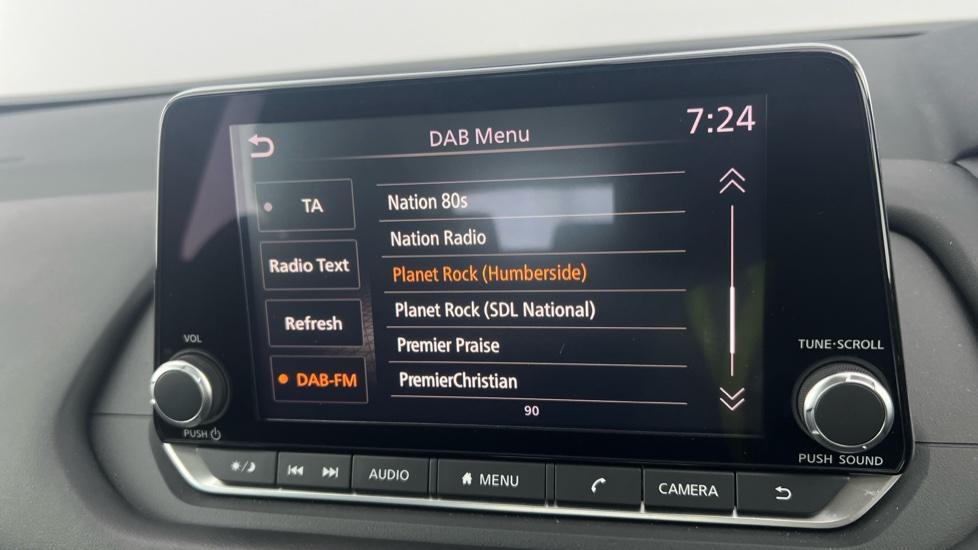 DAB Menu
7:24
TA
Radio Text
Refresh
DAB-FM
Nation 80s
Nation Radio
Planet Rock (Humberside)
Planet Rock (SDL National)
Premier Praise
PremierChristian
90
VOL
PUSH
TUNE·SCROLL
PUSH SOUND
AUDIO
MENU
CAMERA